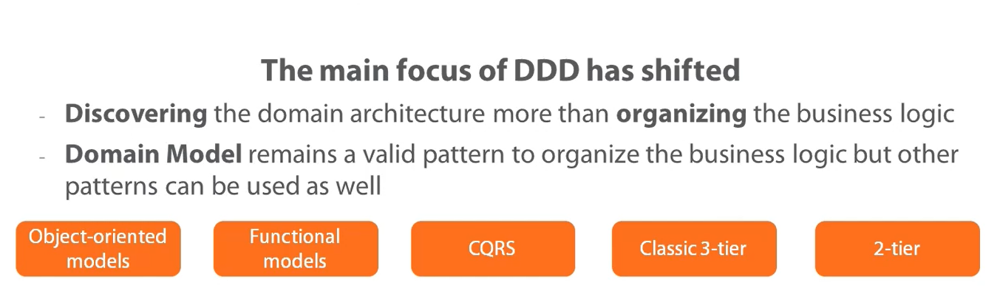 The main focus of DDD has shifted
- Discovering the domain architecture more than organizing the business logic
- Domain Model remains a valid pattern to organize the business logic but other
patterns can be used as well
Object-oriented
models
Functional
models
CQRS
Classic 3-tier
2-tier